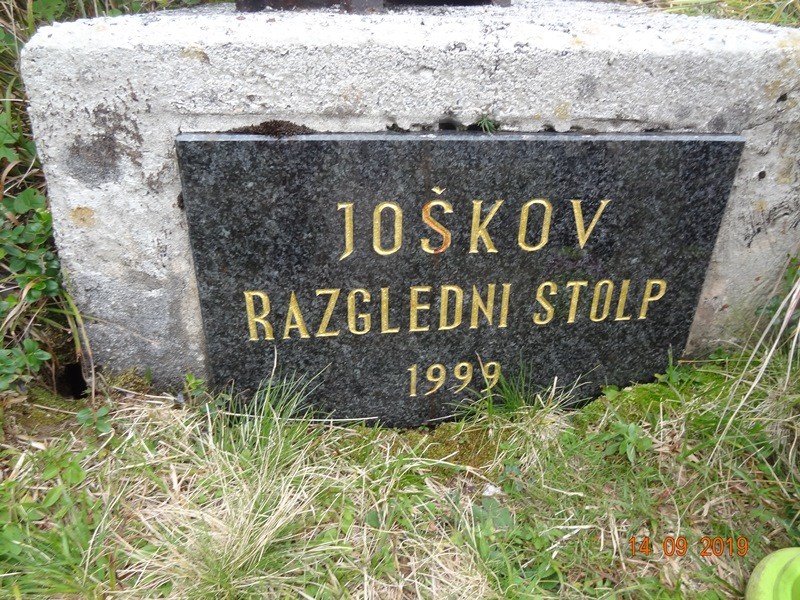 JOŠKOV
RAZGLEDNI STOLP
1999
14 09 2019